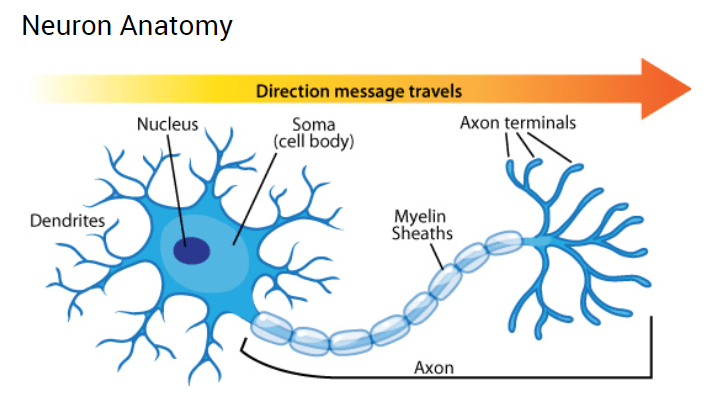 Neuron Anatomy
Direction message travels
Nucleus
Soma
(cell body)
Axon terminals
Dendrites
Myelin
Sheaths
Axon